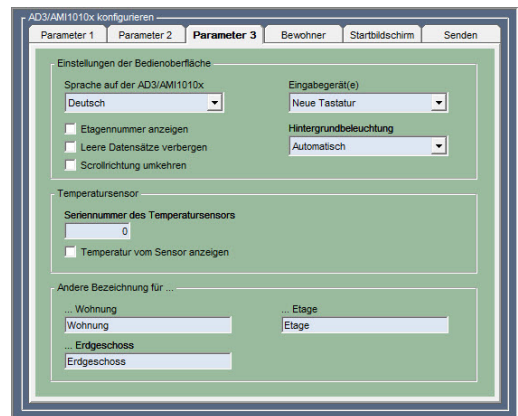 AD3/AMI1010x konfigurieren
Parameter 1 Parameter 2 Parameter 3 Bewohner Startbildschirm Senden
Einstellungen der Bedienoberfläche
Sprache auf der AD3/AMI1010x Eingabegerät(e)
Deutsch Neue Tastatur
Etagennummer anzeigen Hintergrundbeleuchtung
Leere Datensätze verbergen Automatisch
Scrollrichtung umkehren
Temperatursensor
Seriennummer des Temperatursensors
0
Temperatur vom Sensor anzeigen
Andere Bezeichnung für ...
... Wohnung ... Etage
Wohnung Etage
... Erdgeschoss
Erdgeschoss